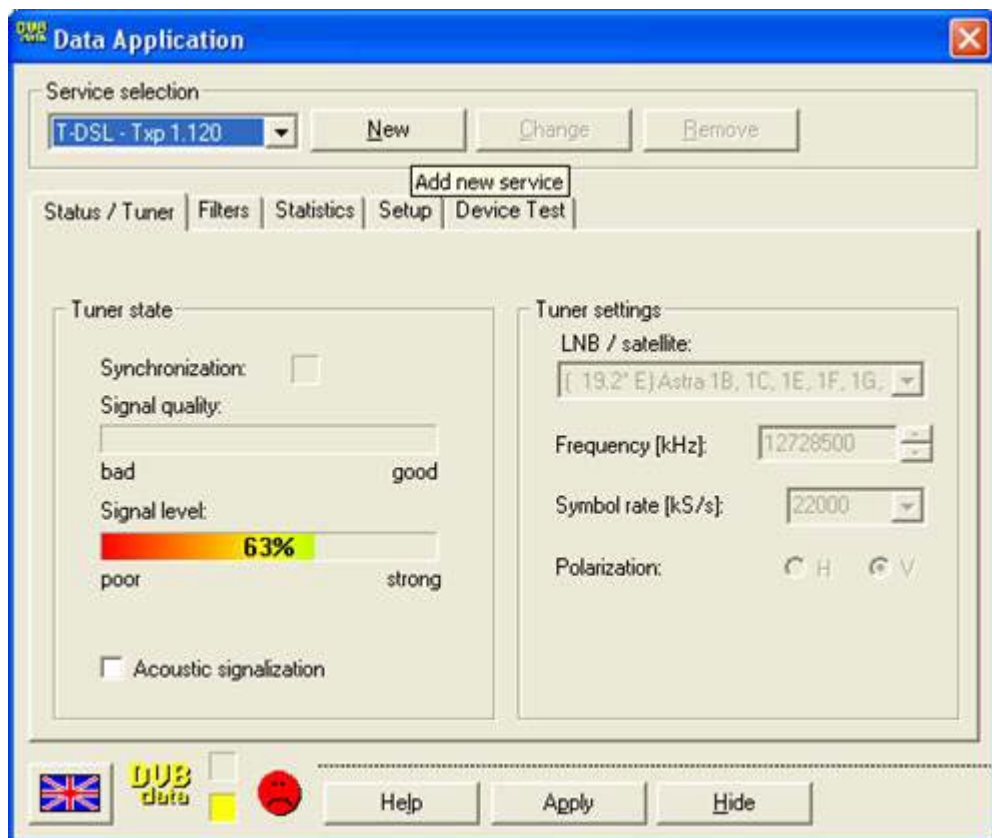 DVB data Data Application
Service selection
T-DSL - Txp 1.120 New Change Remove
Add new service
Status / Tuner Filters Statistics Setup Device Test
Tuner state
Synchronization:
Signal quality:
bad good
Signal level:
63%
poor strong
Acoustic signalization
Tuner settings
LNB / satellite:
( 19.2° E) Astra 1B, 1C, 1E, 1F, 1G,
Frequency [kHz]: 12728500
Symbol rate [kS/s]: 22000
Polarization: H V
DVB
data
Help Apply Hide